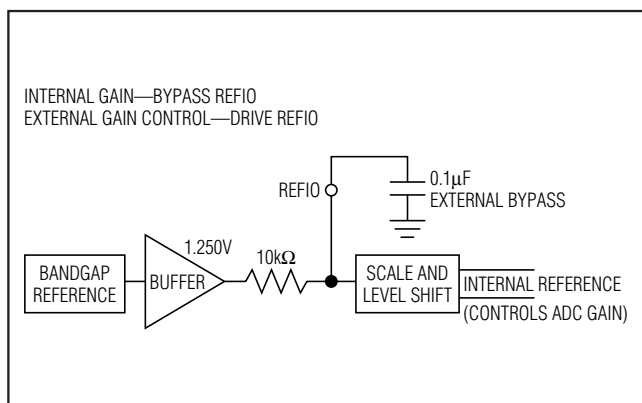 INTERNAL GAIN—BYPASS REFIO
EXTERNAL GAIN CONTROL—DRIVE REFIO
REFIO
0.1µF
EXTERNAL BYPASS
1.250V
10kΩ
BANDGAP
REFERENCE
BUFFER
SCALE AND
LEVEL SHIFT
INTERNAL REFERENCE
(CONTROLS ADC GAIN)